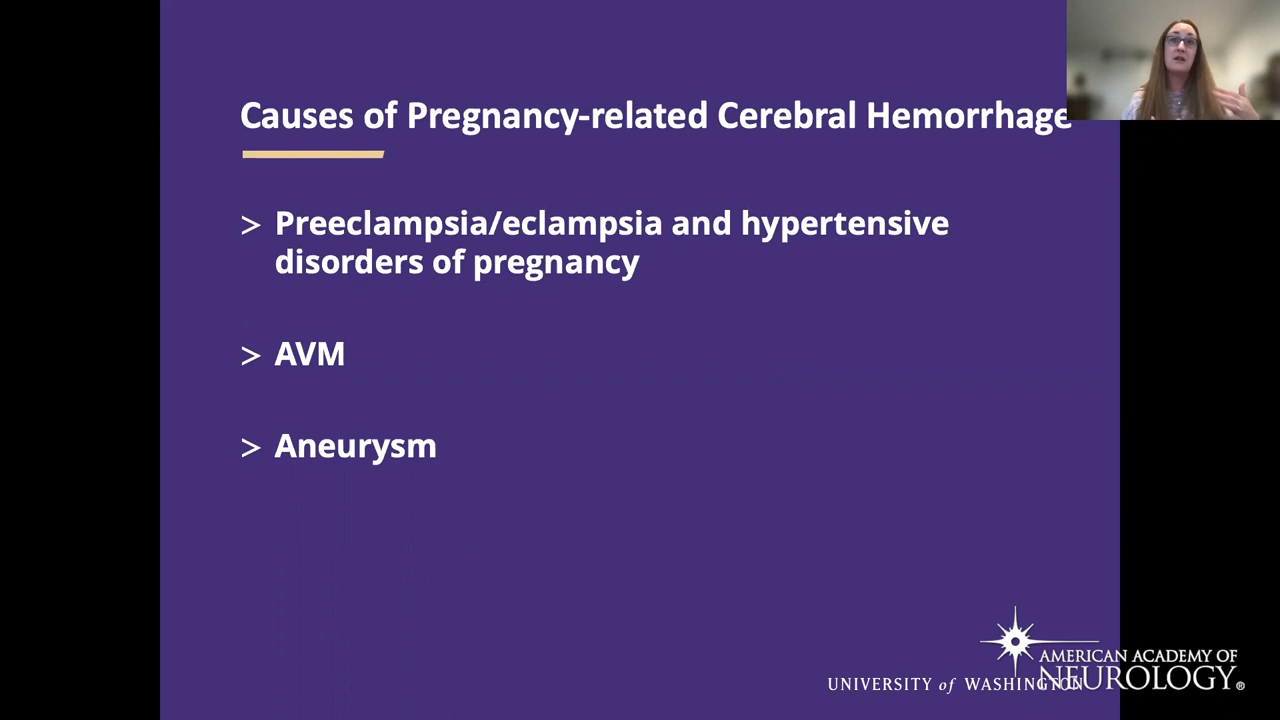 Causes of Pregnancy-related Cerebral Hemorrhage
> Preeclampsia/eclampsia and hypertensive
disorders of pregnancy
> AVM
> Aneurysm
AMERICAN ACADEMY OF
NEUROLOGY®
UNIVERSITY of WASHINGTON